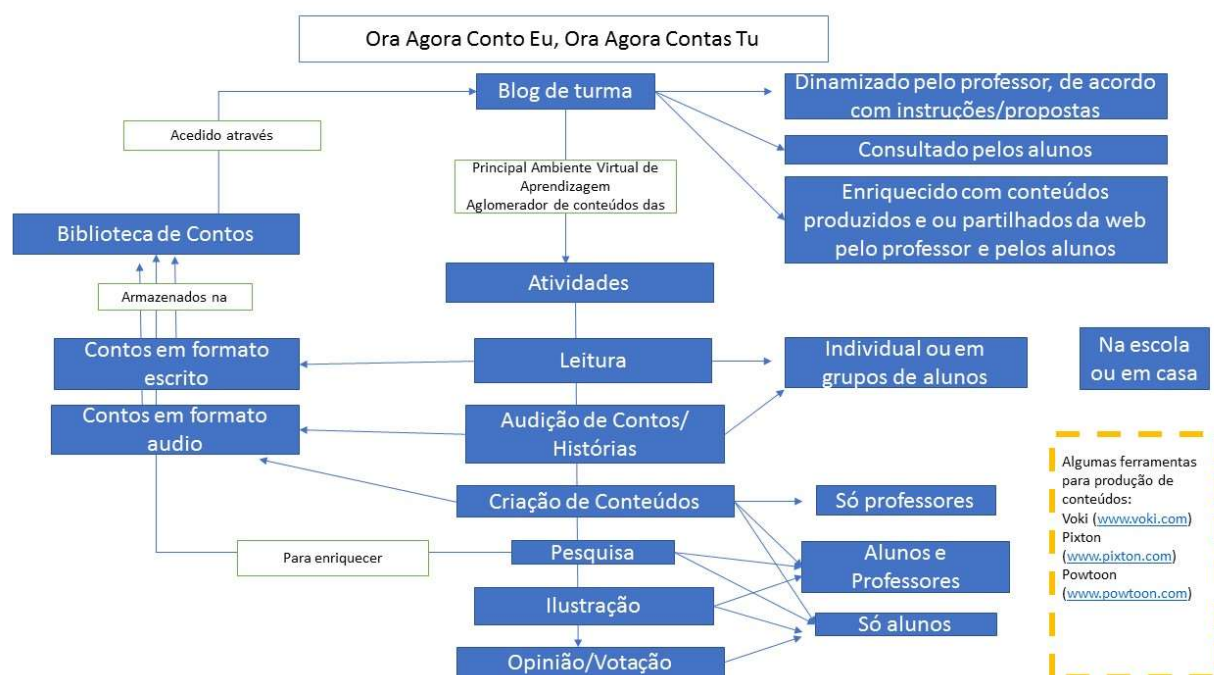 Ora Agora Conto Eu, Ora Agora Contas Tu
Blog de turma
Dinamizado pelo professor, de acordo
com instruções/propostas
Acedido através
Consultado pelos alunos
Principal Ambiente Virtual de
Aprendizagem
Aglomerador de conteúdos das
Enriquecido com conteúdos
produzidos e ou partilhados da web
pelo professor e pelos alunos
Biblioteca de Contos
Atividades
Armazenados na
Contos em formato
escrito
Leitura
Individual ou em
grupos de alunos
Na escola
ou em casa
Contos em formato
audio
Audição de Contos/
Histórias
Criação de Conteúdos
Só professores
Para enriquecer
Pesquisa
Alunos e
Professores
Ilustração
Só alunos
Opinião/Votação
Algumas ferramentas
para produção de
conteúdos:
Voki (www.voki.com)
Pixton
(www.pixton.com)
Powtoon
(www.powtoon.com)